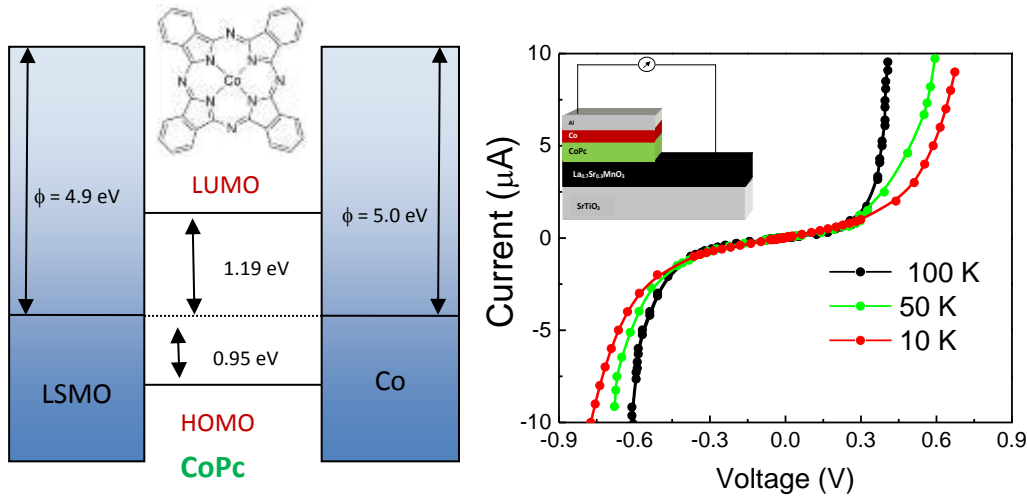 N
N
N
N
N
Co
N
N
N
LUMO
ϕ = 4.9 eV
ϕ = 5.0 eV
1.19 eV
0.95 eV
LSMO
Co
HOMO
CoPc
10
5
0
-5
-10
Current (μA)
Al
Co
CoPc
La₀.₇Sr₀.₃MnO₃
SrTiO₃
100 K
50 K
10 K
-0.9
-0.6
-0.3
0.0
0.3
0.6
0.9
Voltage (V)